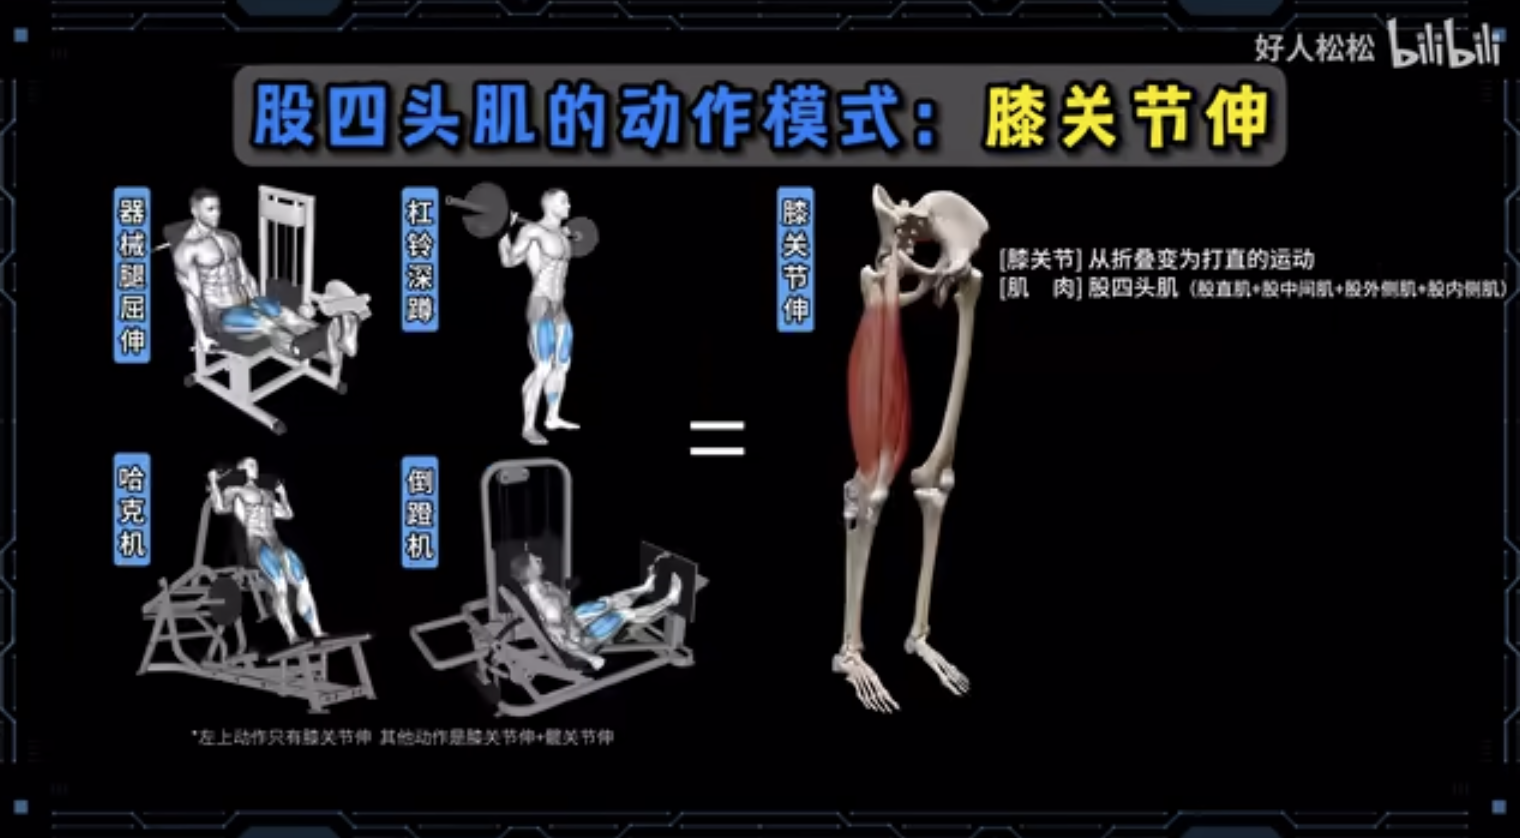 好人松松 bilibili
股四头肌的动作模式：膝关节伸
器械腿屈伸
杠铃深蹲
膝关节伸
[膝关节] 从折叠变为打直的运动
[肌　肉] 股四头肌（股直肌+股中间肌+股外侧肌+股内侧肌）
哈克机
倒蹬机
*左上动作只有膝关节伸 其他动作是膝关节伸+髋关节伸